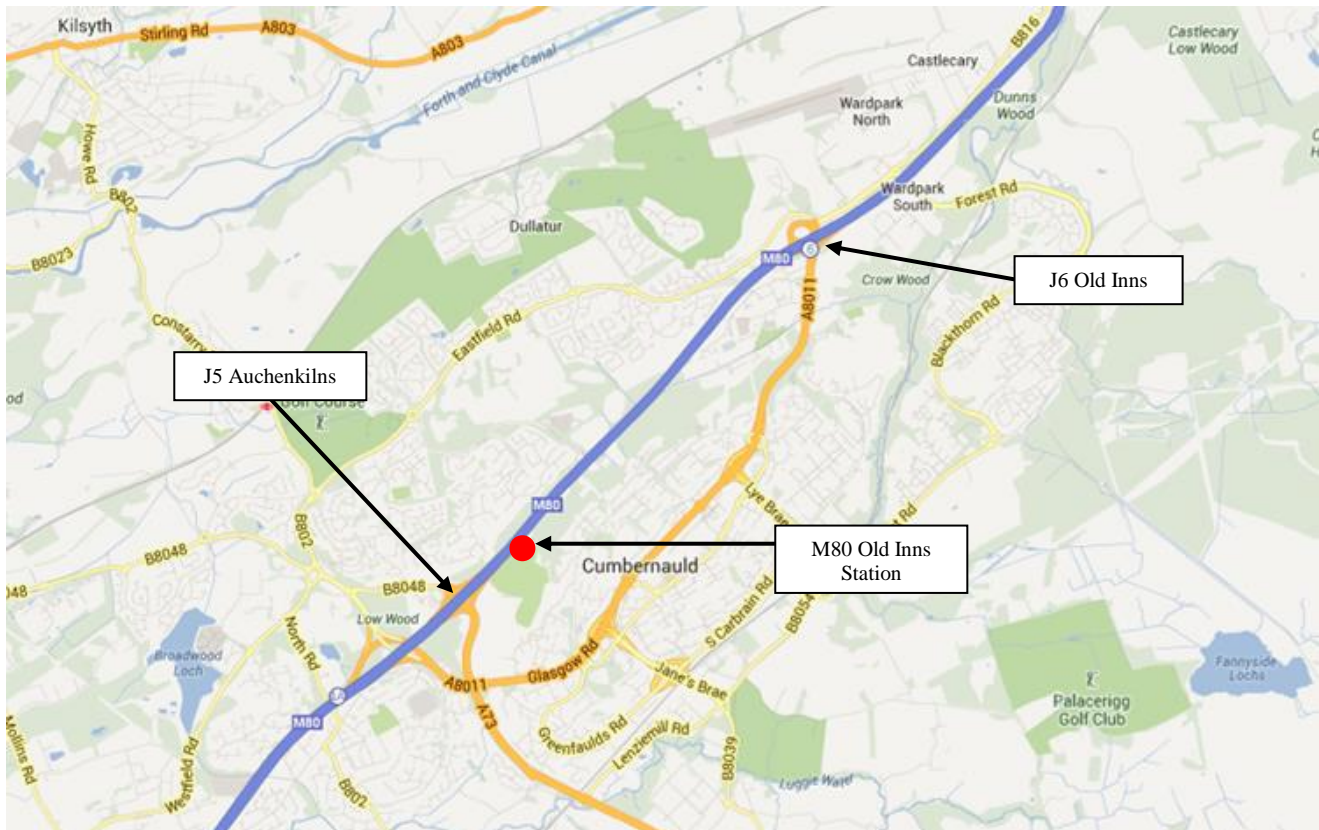 Kilsyth
Stirling Rd
A803
A803
Forth and Clyde Canal
B816
Castlecary
Low Wood
Castlecary
Dunns
Wood
Wardpark
North
Howe Rd
B802
B8023
Dullatur
Wardpark
South
Forest Rd
6
M80
J6 Old Inns
Crow Wood
A8011
Eastfield Rd
Blackthorn Rd
J5 Auchenkilns
Golf Course
M80
B802
B8048
B8048
M80 Old Inns
Station
Cumbernauld
Low Wood
North Rd
Broadwood
Loch
S Carbrain Rd
B8054
Glasgow Rd
A8011
Jane's Brae
Fannyside
Lochs
Palacerigg
Golf Club
M80
A73
Greenfaulds Rd
Lenziemill Rd
B8039
Mollins Rd
Westfield Rd
B802
Luggie Water